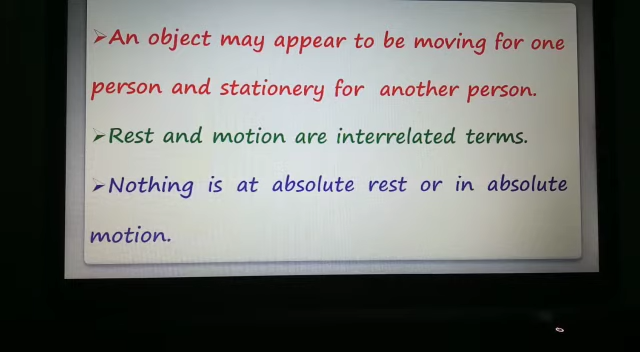 ➢An object may appear to be moving for one
person and stationery for another person.
➢Rest and motion are interrelated terms.
➢Nothing is at absolute rest or in absolute
motion.